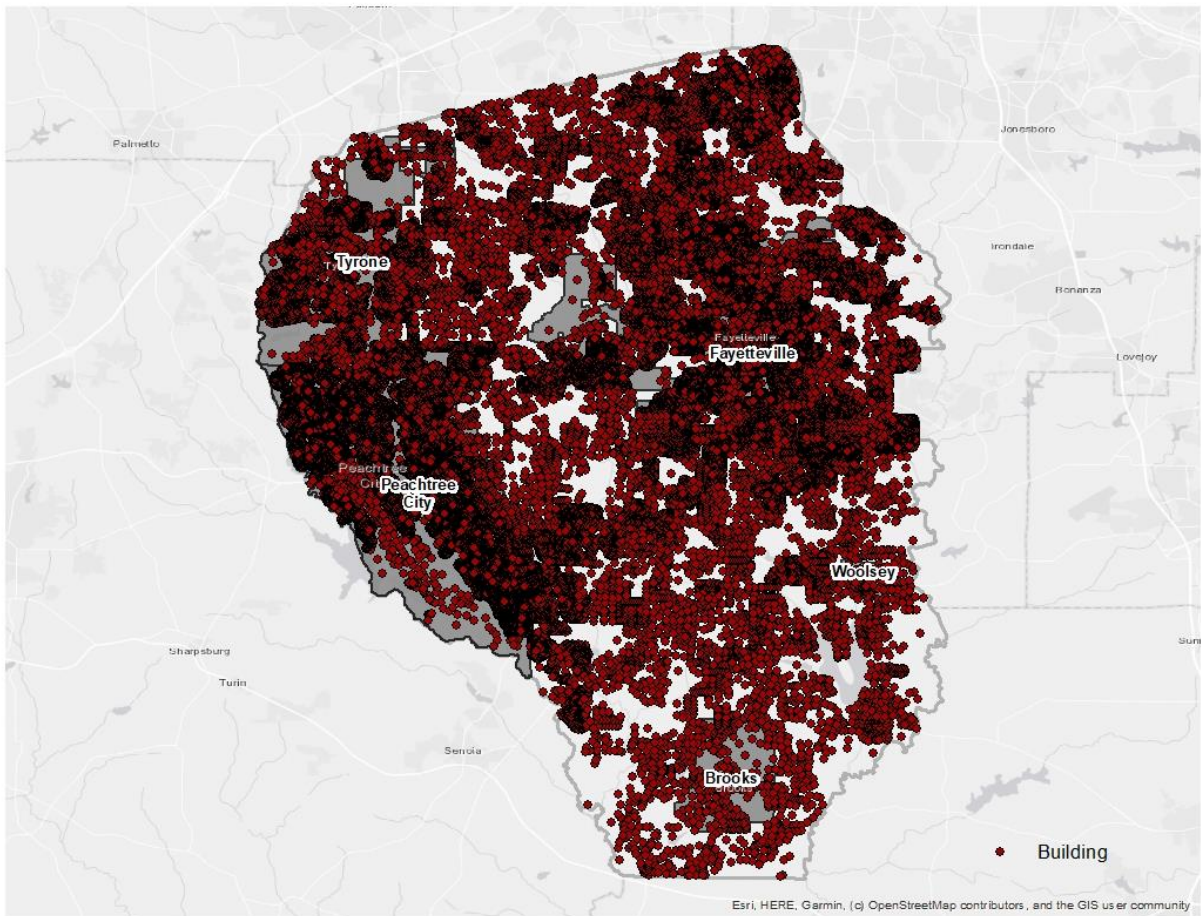 Palmetto
Jonesboro
Irondale
Tyrone
Bonanza
Fayetteville
Fayetteville
Lovejoy
Peachtree
Peachtree
City
Woolsey
Sharpsburg
Turin
Senoia
Brooks
Brooks
Building
Esri, HERE, Garmin, (c) OpenStreetMap contributors, and the GIS user community